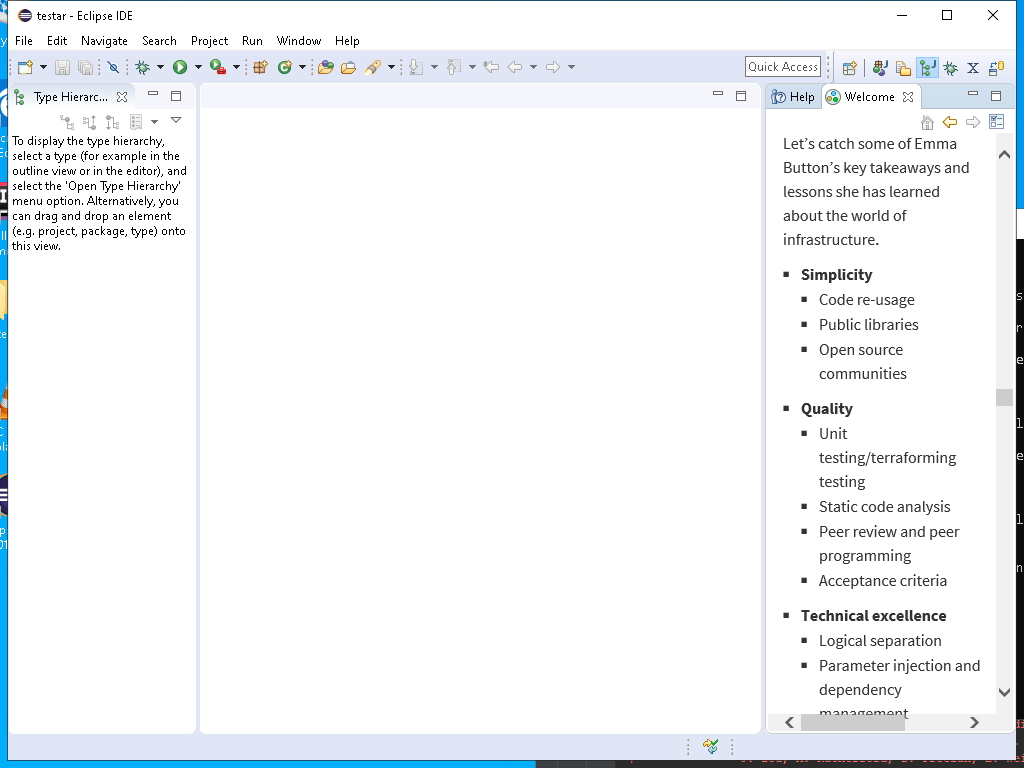 testar - Eclipse IDE
File Edit Navigate Search Project Run Window Help
Quick Access
Type Hierarc...
Help
Welcome
To display the type hierarchy,
select a type (for example in the
outline view or in the editor), and
select the 'Open Type Hierarchy'
menu option. Alternatively, you
can drag and drop an element
(e.g. project, package, type) onto
this view.
Let’s catch some of Emma
Button’s key takeaways and
lessons she has learned
about the world of
infrastructure.
Simplicity
Code re-usage
Public libraries
Open source
communities
Quality
Unit
testing/terraforming
testing
Static code analysis
Peer review and peer
programming
Acceptance criteria
Technical excellence
Logical separation
Parameter injection and
dependency
management